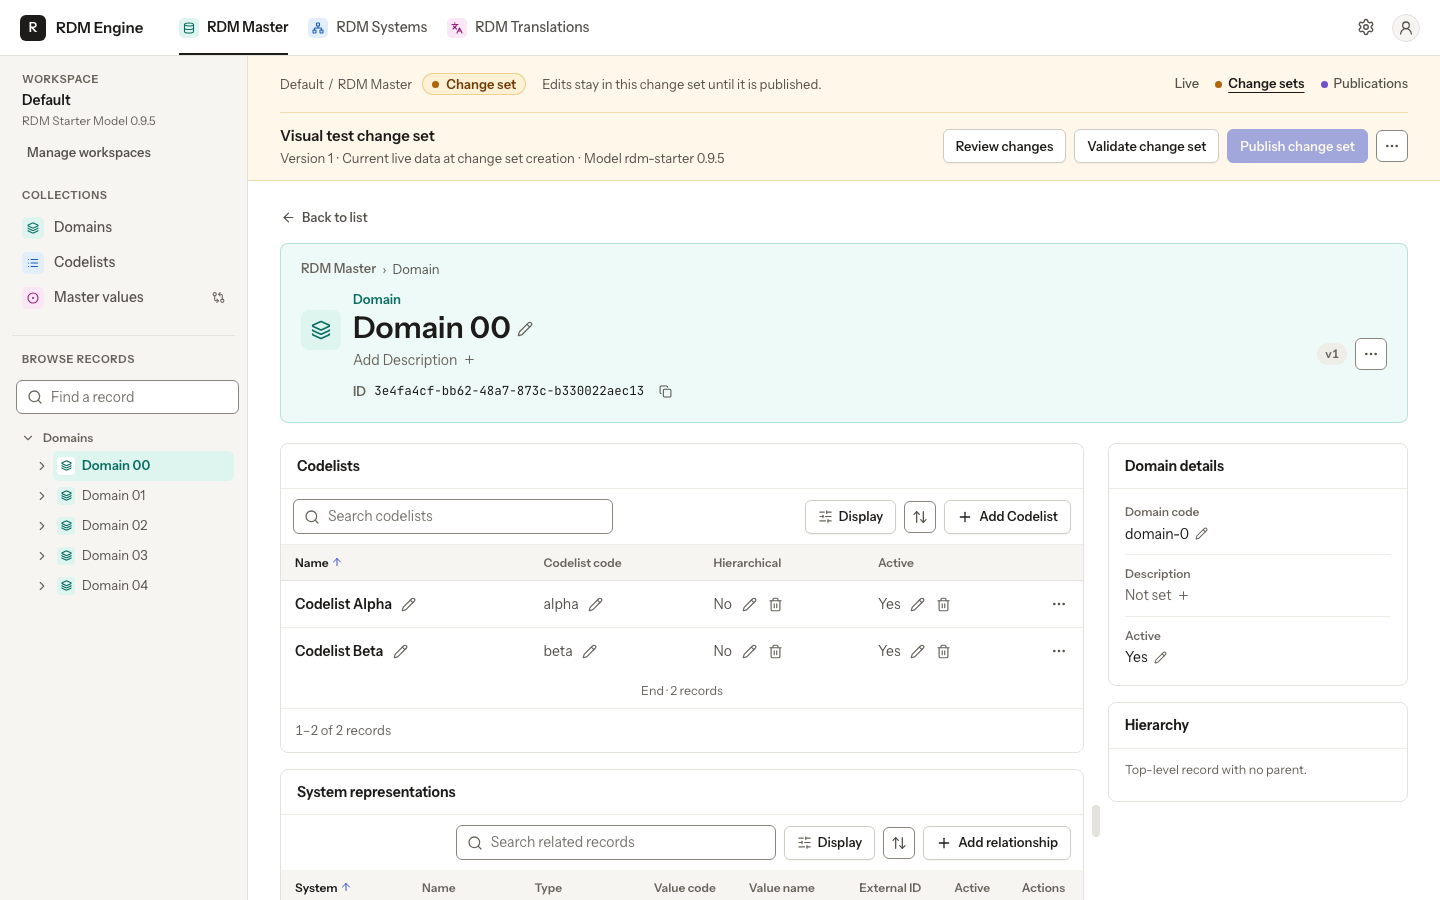 R RDM Engine RDM Master RDM Systems RDM Translations
WORKSPACE
Default
RDM Starter Model 0.9.5
Manage workspaces
COLLECTIONS
Domains
Codelists
Master values
BROWSE RECORDS
Find a record
Domains
Domain 00
Domain 01
Domain 02
Domain 03
Domain 04
Default / RDM Master Change set Edits stay in this change set until it is published. Live Change sets Publications
Visual test change set
Version 1 · Current live data at change set creation · Model rdm-starter 0.9.5
Review changes Validate change set Publish change set
Back to list
RDM Master › Domain
Domain
Domain 00
Add Description
v1
ID 3e4fa4cf-bb62-48a7-873c-b330022aec13
Codelists
Search codelists Display Add Codelist
Name Codelist code Hierarchical Active
Codelist Alpha alpha No Yes
Codelist Beta beta No Yes
End · 2 records
1–2 of 2 records
System representations
Search related records Display Add relationship
System Name Type Value code Value name External ID Active Actions
Domain details
Domain code
domain-0
Description
Not set
Active
Yes
Hierarchy
Top-level record with no parent.